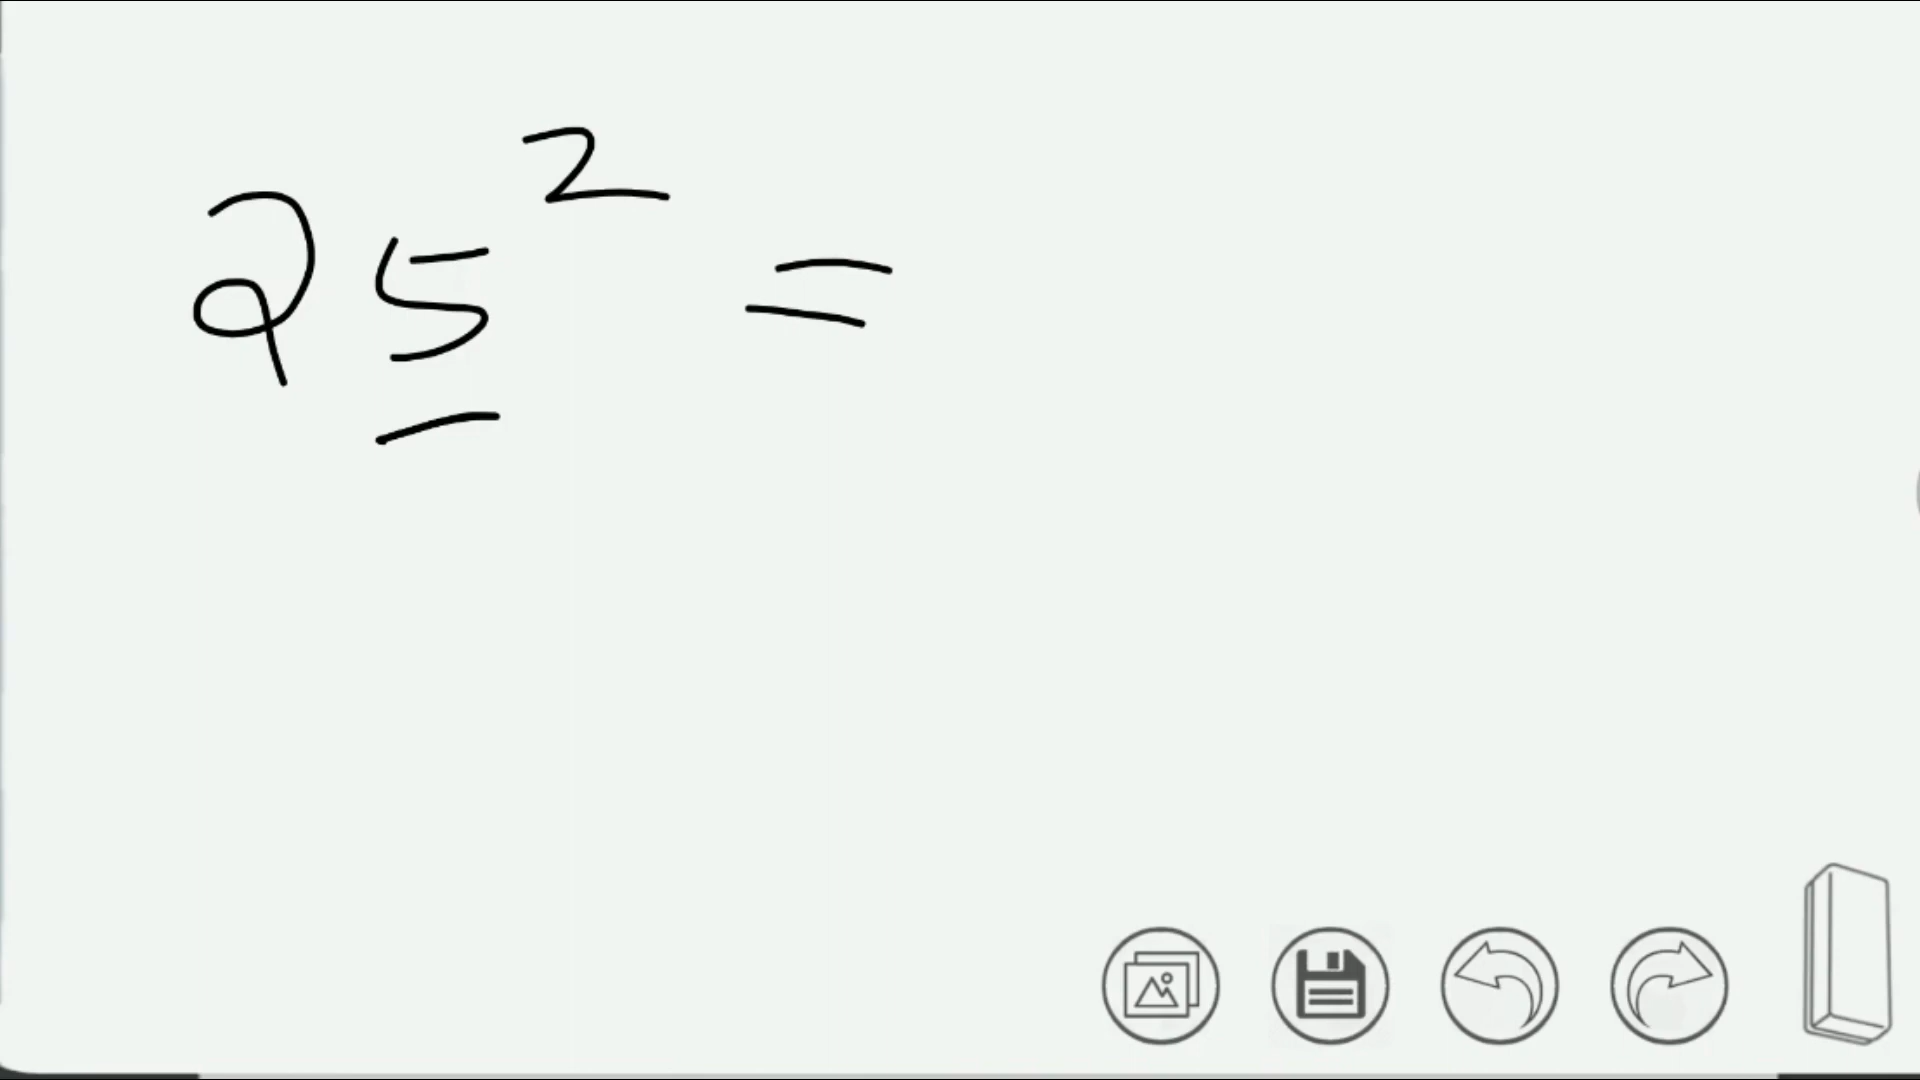 25² =